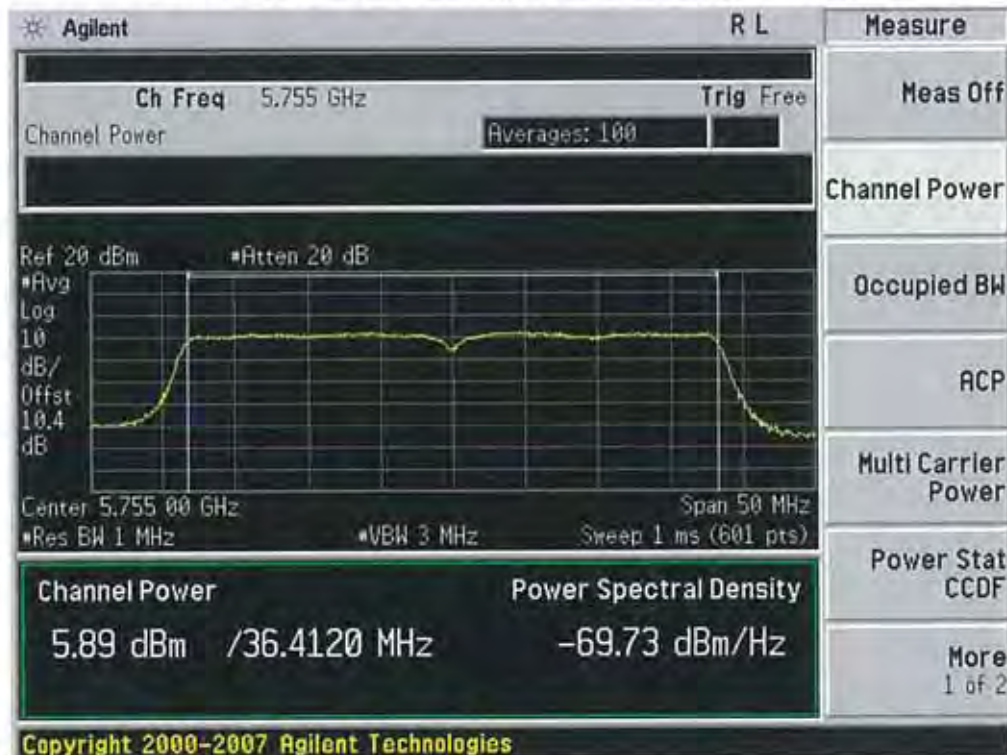 Agilent R L
Measure
Ch Freq 5.755 GHz Trig Free
Channel Power Averages: 100
Ref 20 dBm *Atten 20 dB
*Avg
Log
10
dB/
Offst
10.4
dB
Center 5.755 00 GHz Span 50 MHz
*Res BW 1 MHz *VBW 3 MHz Sweep 1 ms (601 pts)
Channel Power Power Spectral Density
5.89 dBm /36.4120 MHz -69.73 dBm/Hz
Copyright 2000-2007 Agilent Technologies
Meas Off
Channel Power
Occupied BW
ACP
Multi Carrier
Power
Power Stat
CCDF
More
1 of 2